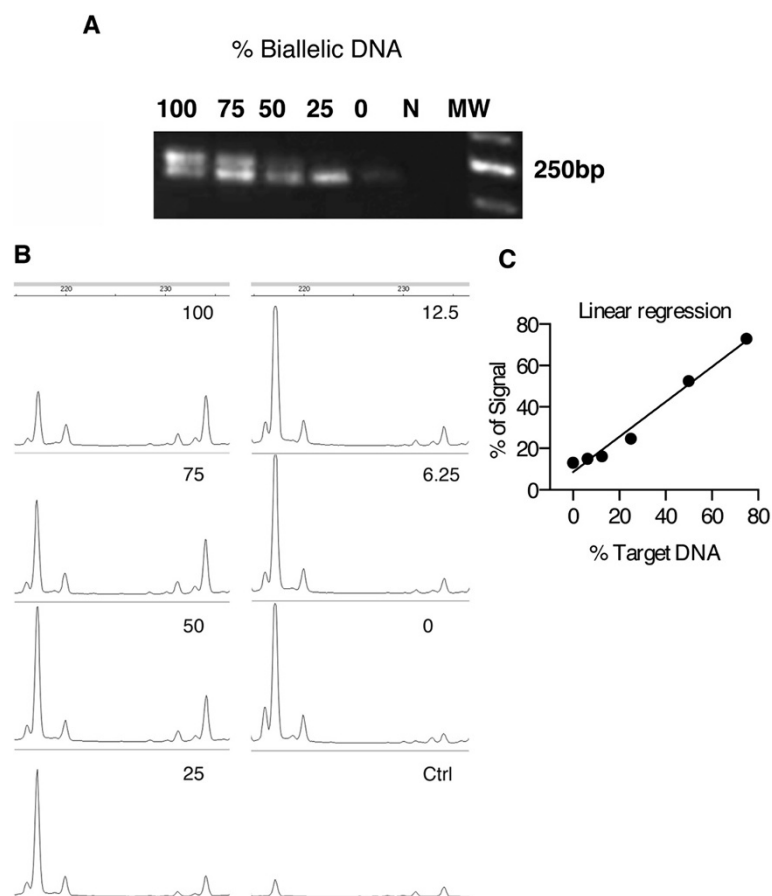 A
% Biallelic DNA
100 75 50 25 0 N MW
250bp
B
220 230
220 230
100
12.5
75
6.25
50
0
25
Ctrl
C
Linear regression
80
60
40
20
0
% of Signal
0 20 40 60 80
% Target DNA